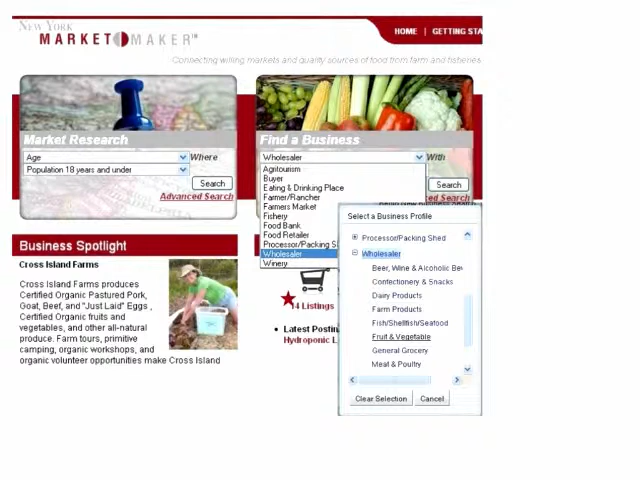 NEW YORK
MARKET MAKER™
HOME | GETTING STA
Connecting willing markets and quality sources of food from farm and fisheries
Market Research
Age
Where
Population 18 years and under
Search
Advanced Search
Find a Business
Wholesaler
With
Agritourism
Buyer
Eating & Drinking Place
Farmer/Rancher
Farmers Market
Fishery
Food Bank
Food Retailer
Processor/Packing S
Wholesaler
Winery
Search
ed Search
Select a Business Profile
Processor/Packing Shed
Wholesaler
Beer, Wine & Alcoholic Be
Confectionery & Snacks
Dairy Products
Farm Products
Fish/Shellfish/Seafood
Fruit & Vegetable
General Grocery
Meat & Poultry
Clear Selection
Cancel
Business Spotlight
Cross Island Farms
Cross Island Farms produces
Certified Organic Pastured Pork,
Goat, Beef, and "Just Laid" Eggs ,
Certified Organic fruits and
vegetables, and other all-natural
produce. Farm tours, primitive
camping, organic workshops, and
organic volunteer opportunities make Cross Island
14 Listings
Latest Postin
Hydroponic L